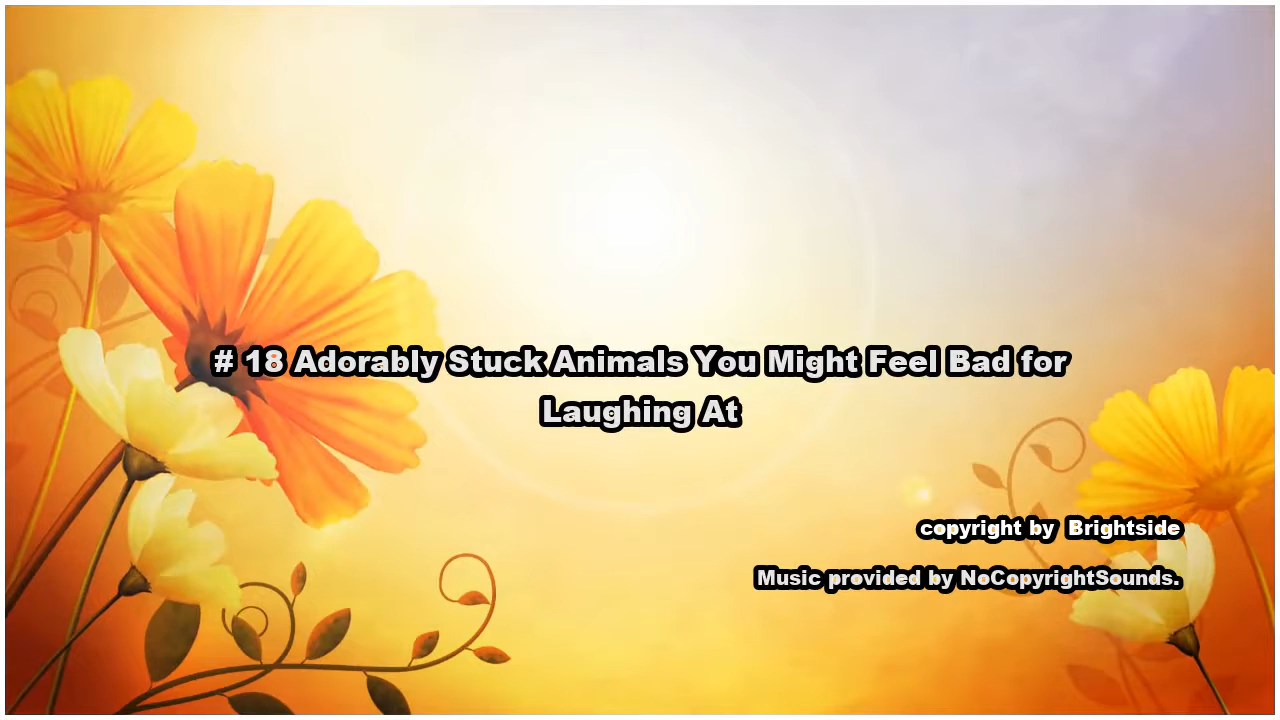 # 18 Adorably Stuck Animals You Might Feel Bad for
Laughing At
copyright by  Brightside
Music provided by NoCopyrightSounds.